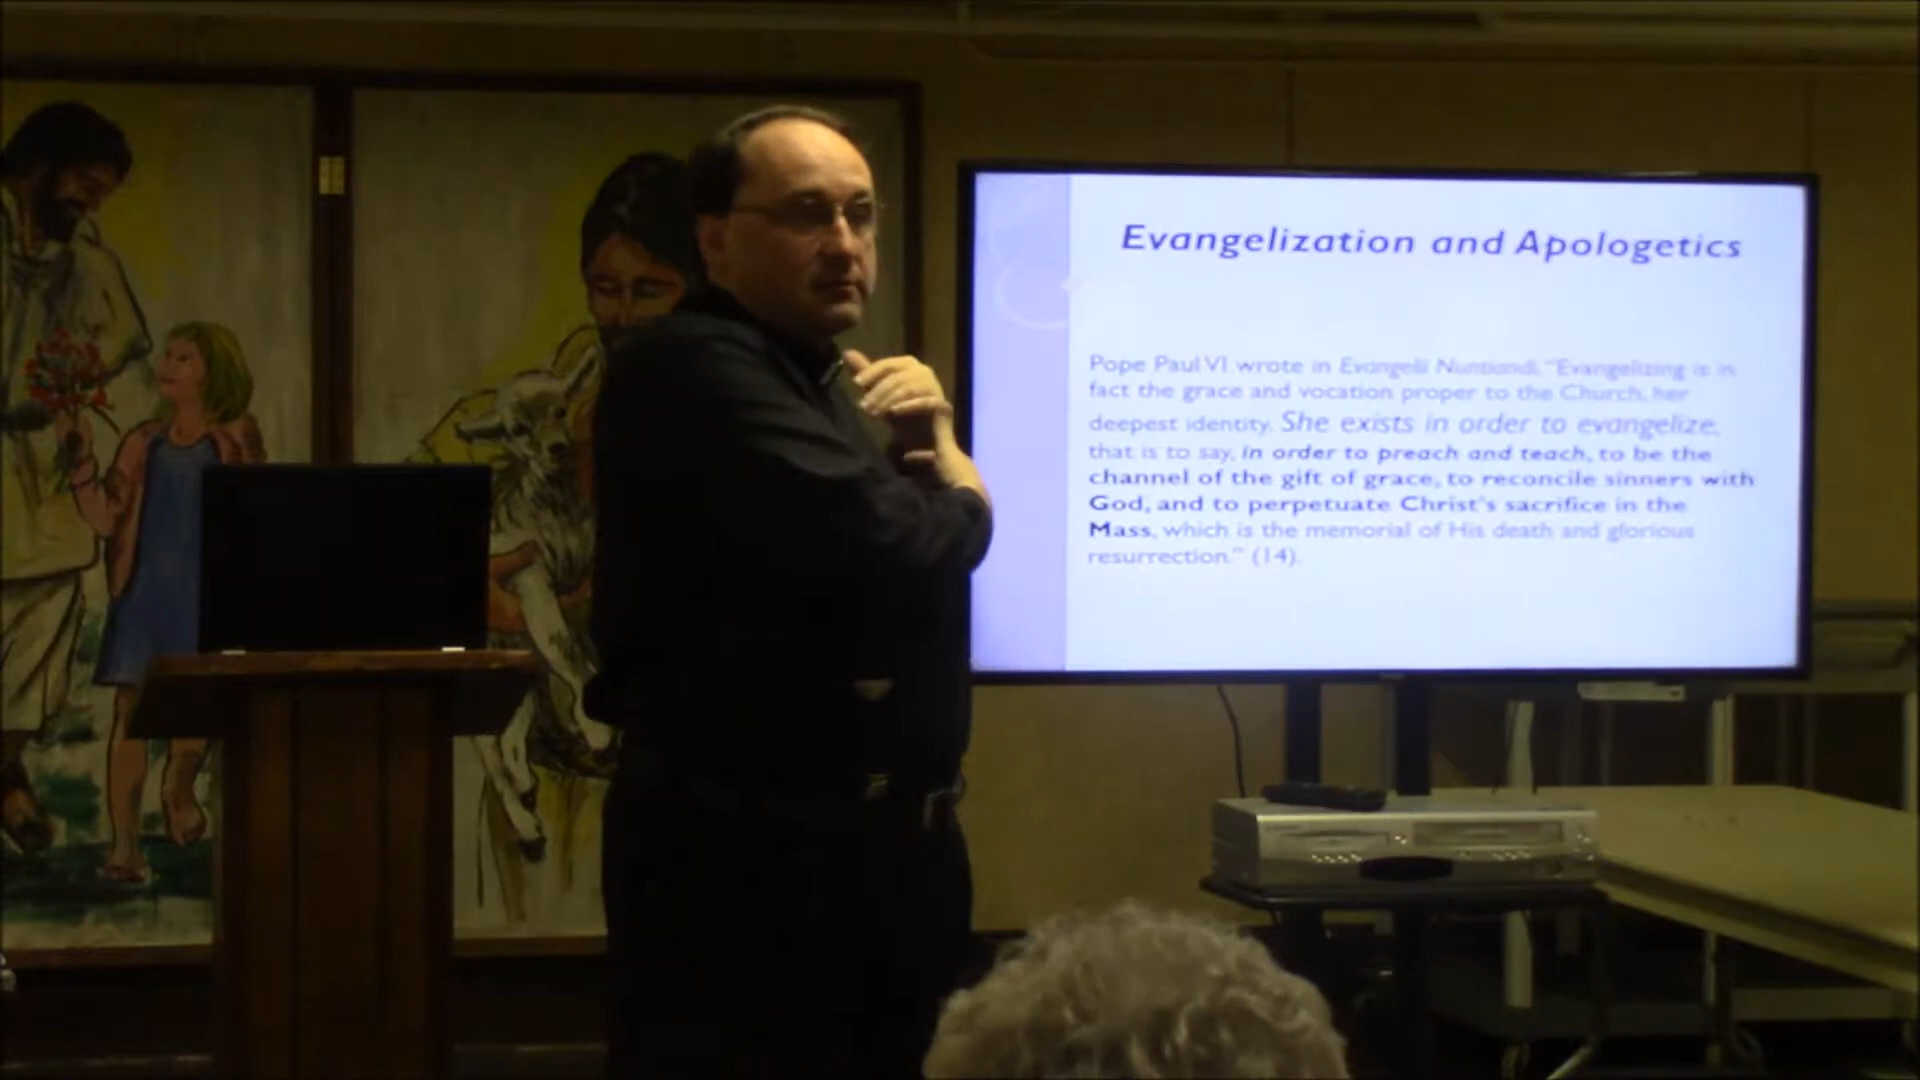 Evangelization and Apologetics
Pope Paul VI wrote in Evangelii Nuntiandi, "Evangelizing is in
fact the grace and vocation proper to the Church, her
deepest identity. She exists in order to evangelize,
that is to say, in order to preach and teach, to be the
channel of the gift of grace, to reconcile sinners with
God, and to perpetuate Christ's sacrifice in the
Mass, which is the memorial of His death and glorious
resurrection." (14).